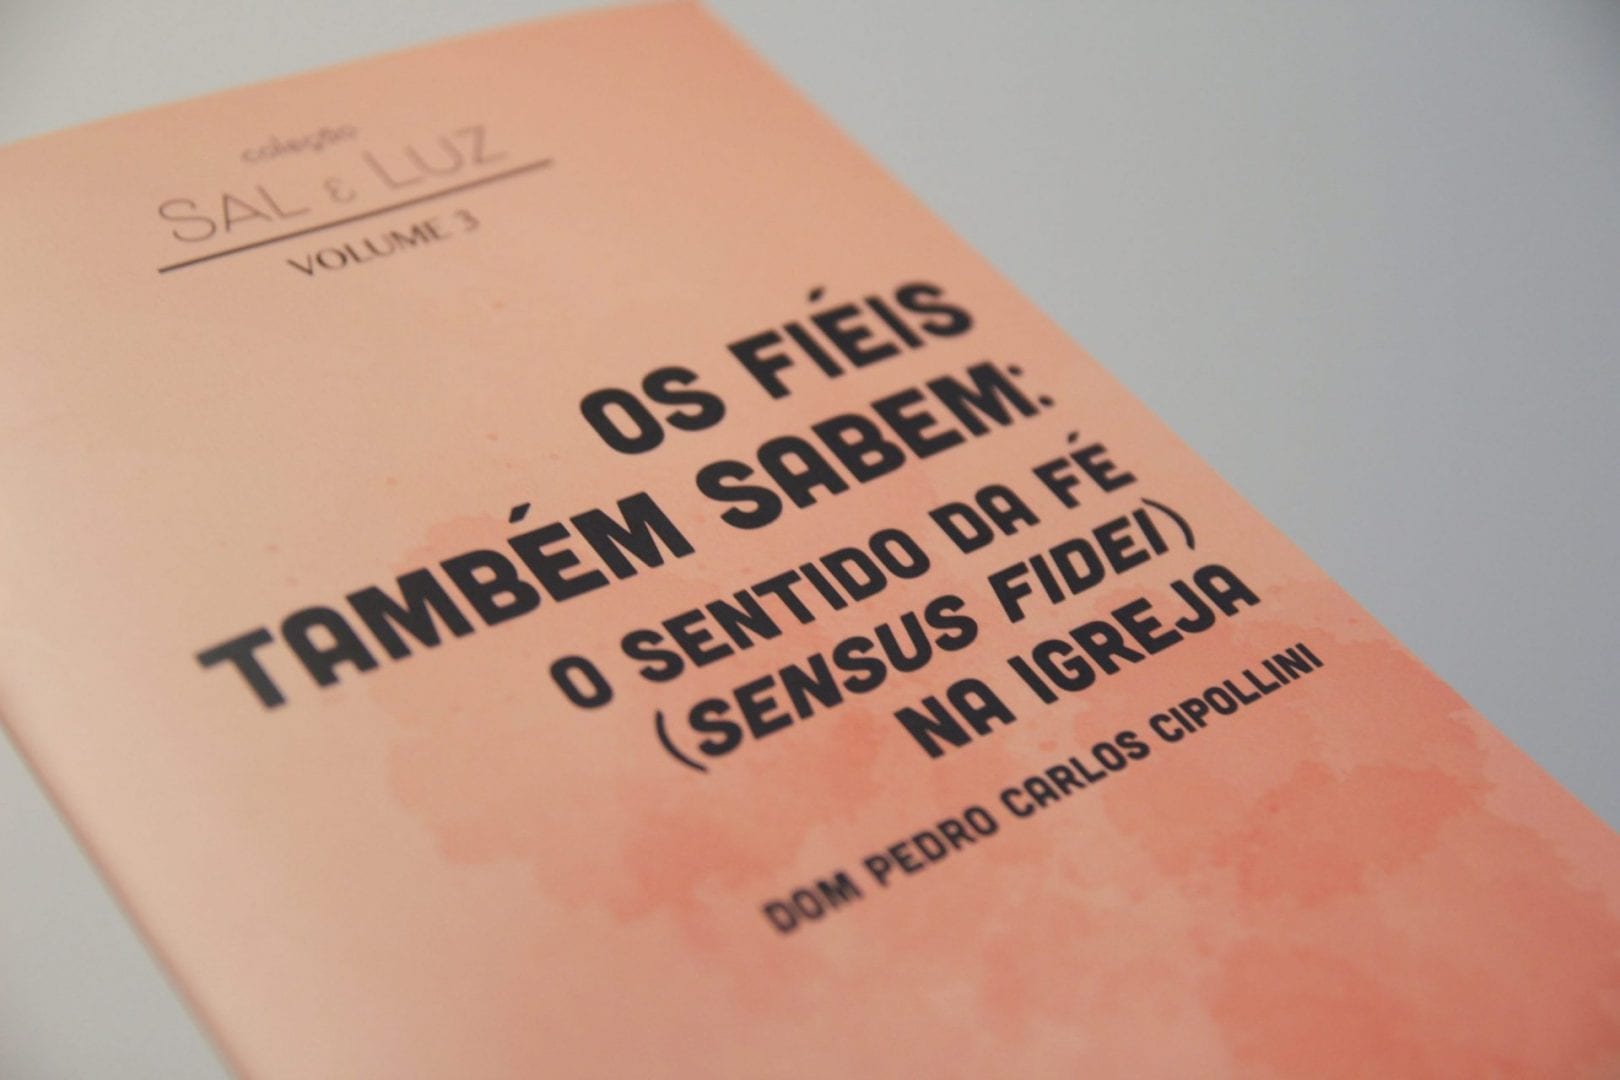 coleção
SAL & LUZ
VOLUME 3
OS FIÉIS
TAMBÉM SABEM:
O SENTIDO DA FÉ
(SENSUS FIDEI)
NA IGREJA
DOM PEDRO CARLOS CIPOLLINI